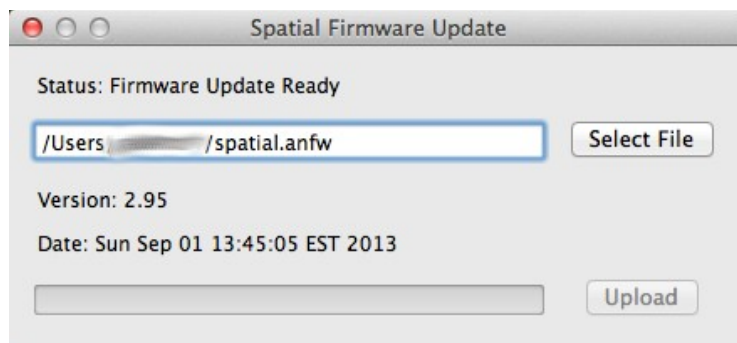 Spatial Firmware Update
Status: Firmware Update Ready
/Users/ /spatial.anfw
Select File
Version: 2.95
Date: Sun Sep 01 13:45:05 EST 2013
Upload